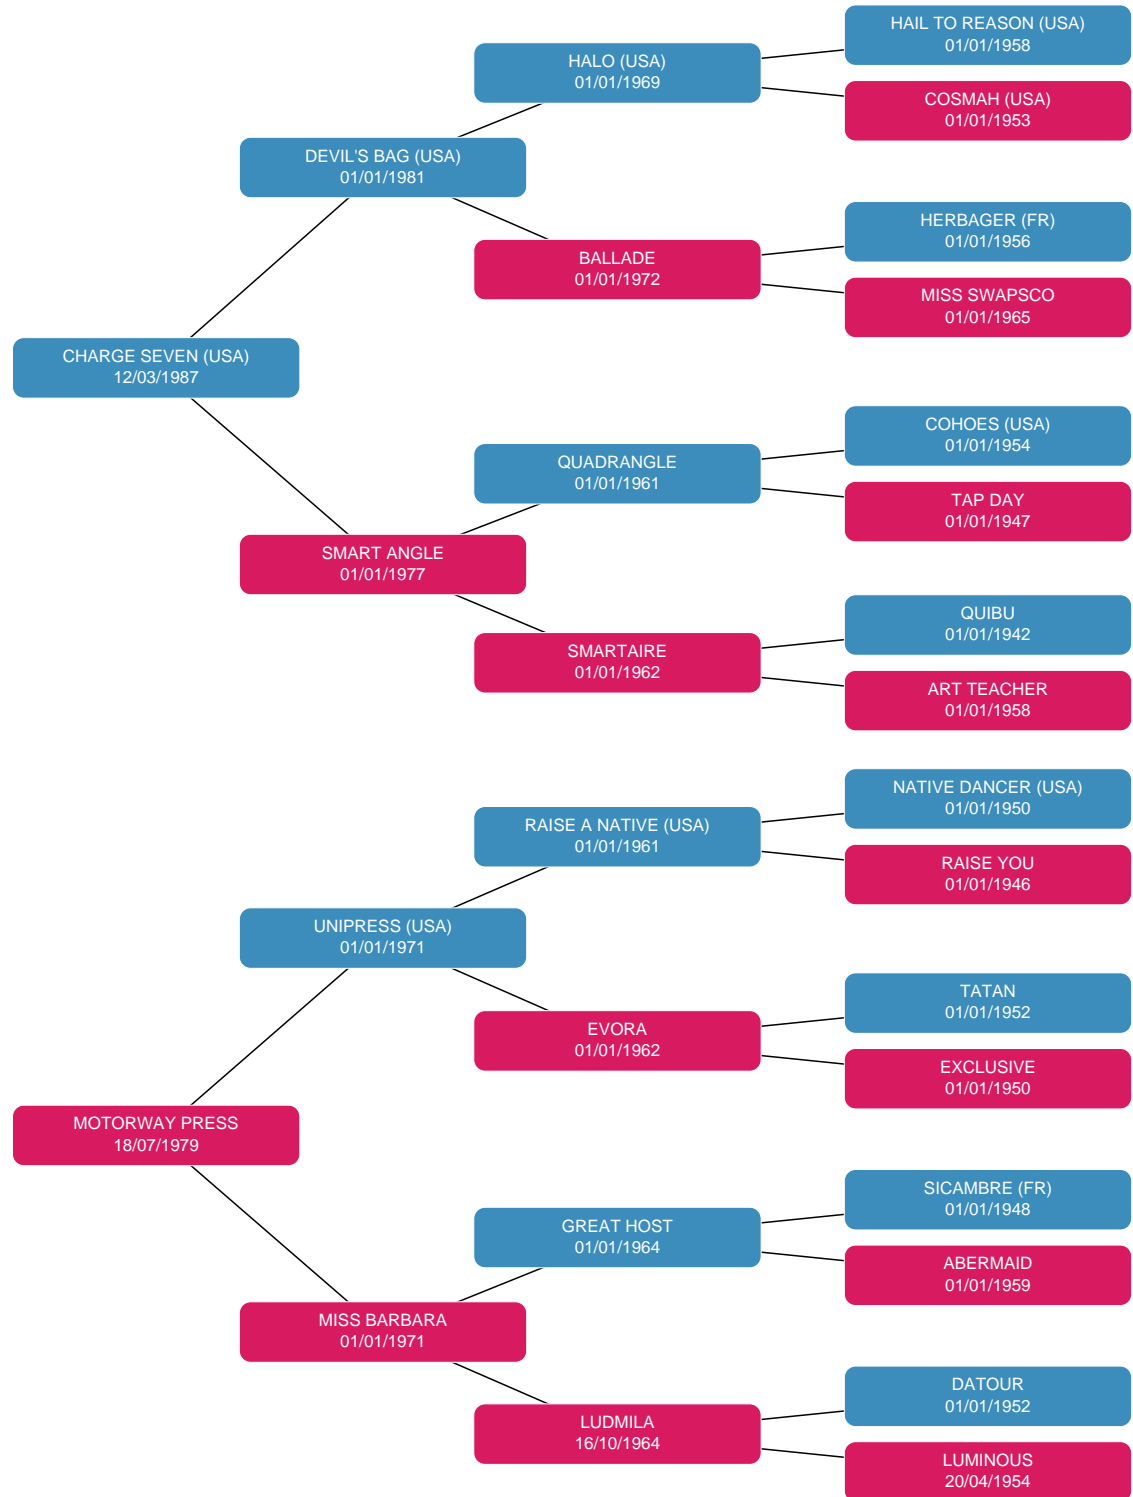 HAIL TO REASON (USA)
01/01/1958
HALO (USA)
01/01/1969
COSMAH (USA)
01/01/1953
DEVIL'S BAG (USA)
01/01/1981
HERBAGER (FR)
01/01/1956
BALLADE
01/01/1972
MISS SWAPSCO
01/01/1965
CHARGE SEVEN (USA)
12/03/1987
COHOES (USA)
01/01/1954
QUADRANGLE
01/01/1961
TAP DAY
01/01/1947
SMART ANGLE
01/01/1977
QUIBU
01/01/1942
SMARTAIRE
01/01/1962
ART TEACHER
01/01/1958
NATIVE DANCER (USA)
01/01/1950
RAISE A NATIVE (USA)
01/01/1961
RAISE YOU
01/01/1946
UNIPRESS (USA)
01/01/1971
TATAN
01/01/1952
EVORA
01/01/1962
EXCLUSIVE
01/01/1950
MOTORWAY PRESS
18/07/1979
SICAMBRE (FR)
01/01/1948
GREAT HOST
01/01/1964
ABERMAID
01/01/1959
MISS BARBARA
01/01/1971
DATOUR
01/01/1952
LUDMILA
16/10/1964
LUMINOUS
20/04/1954